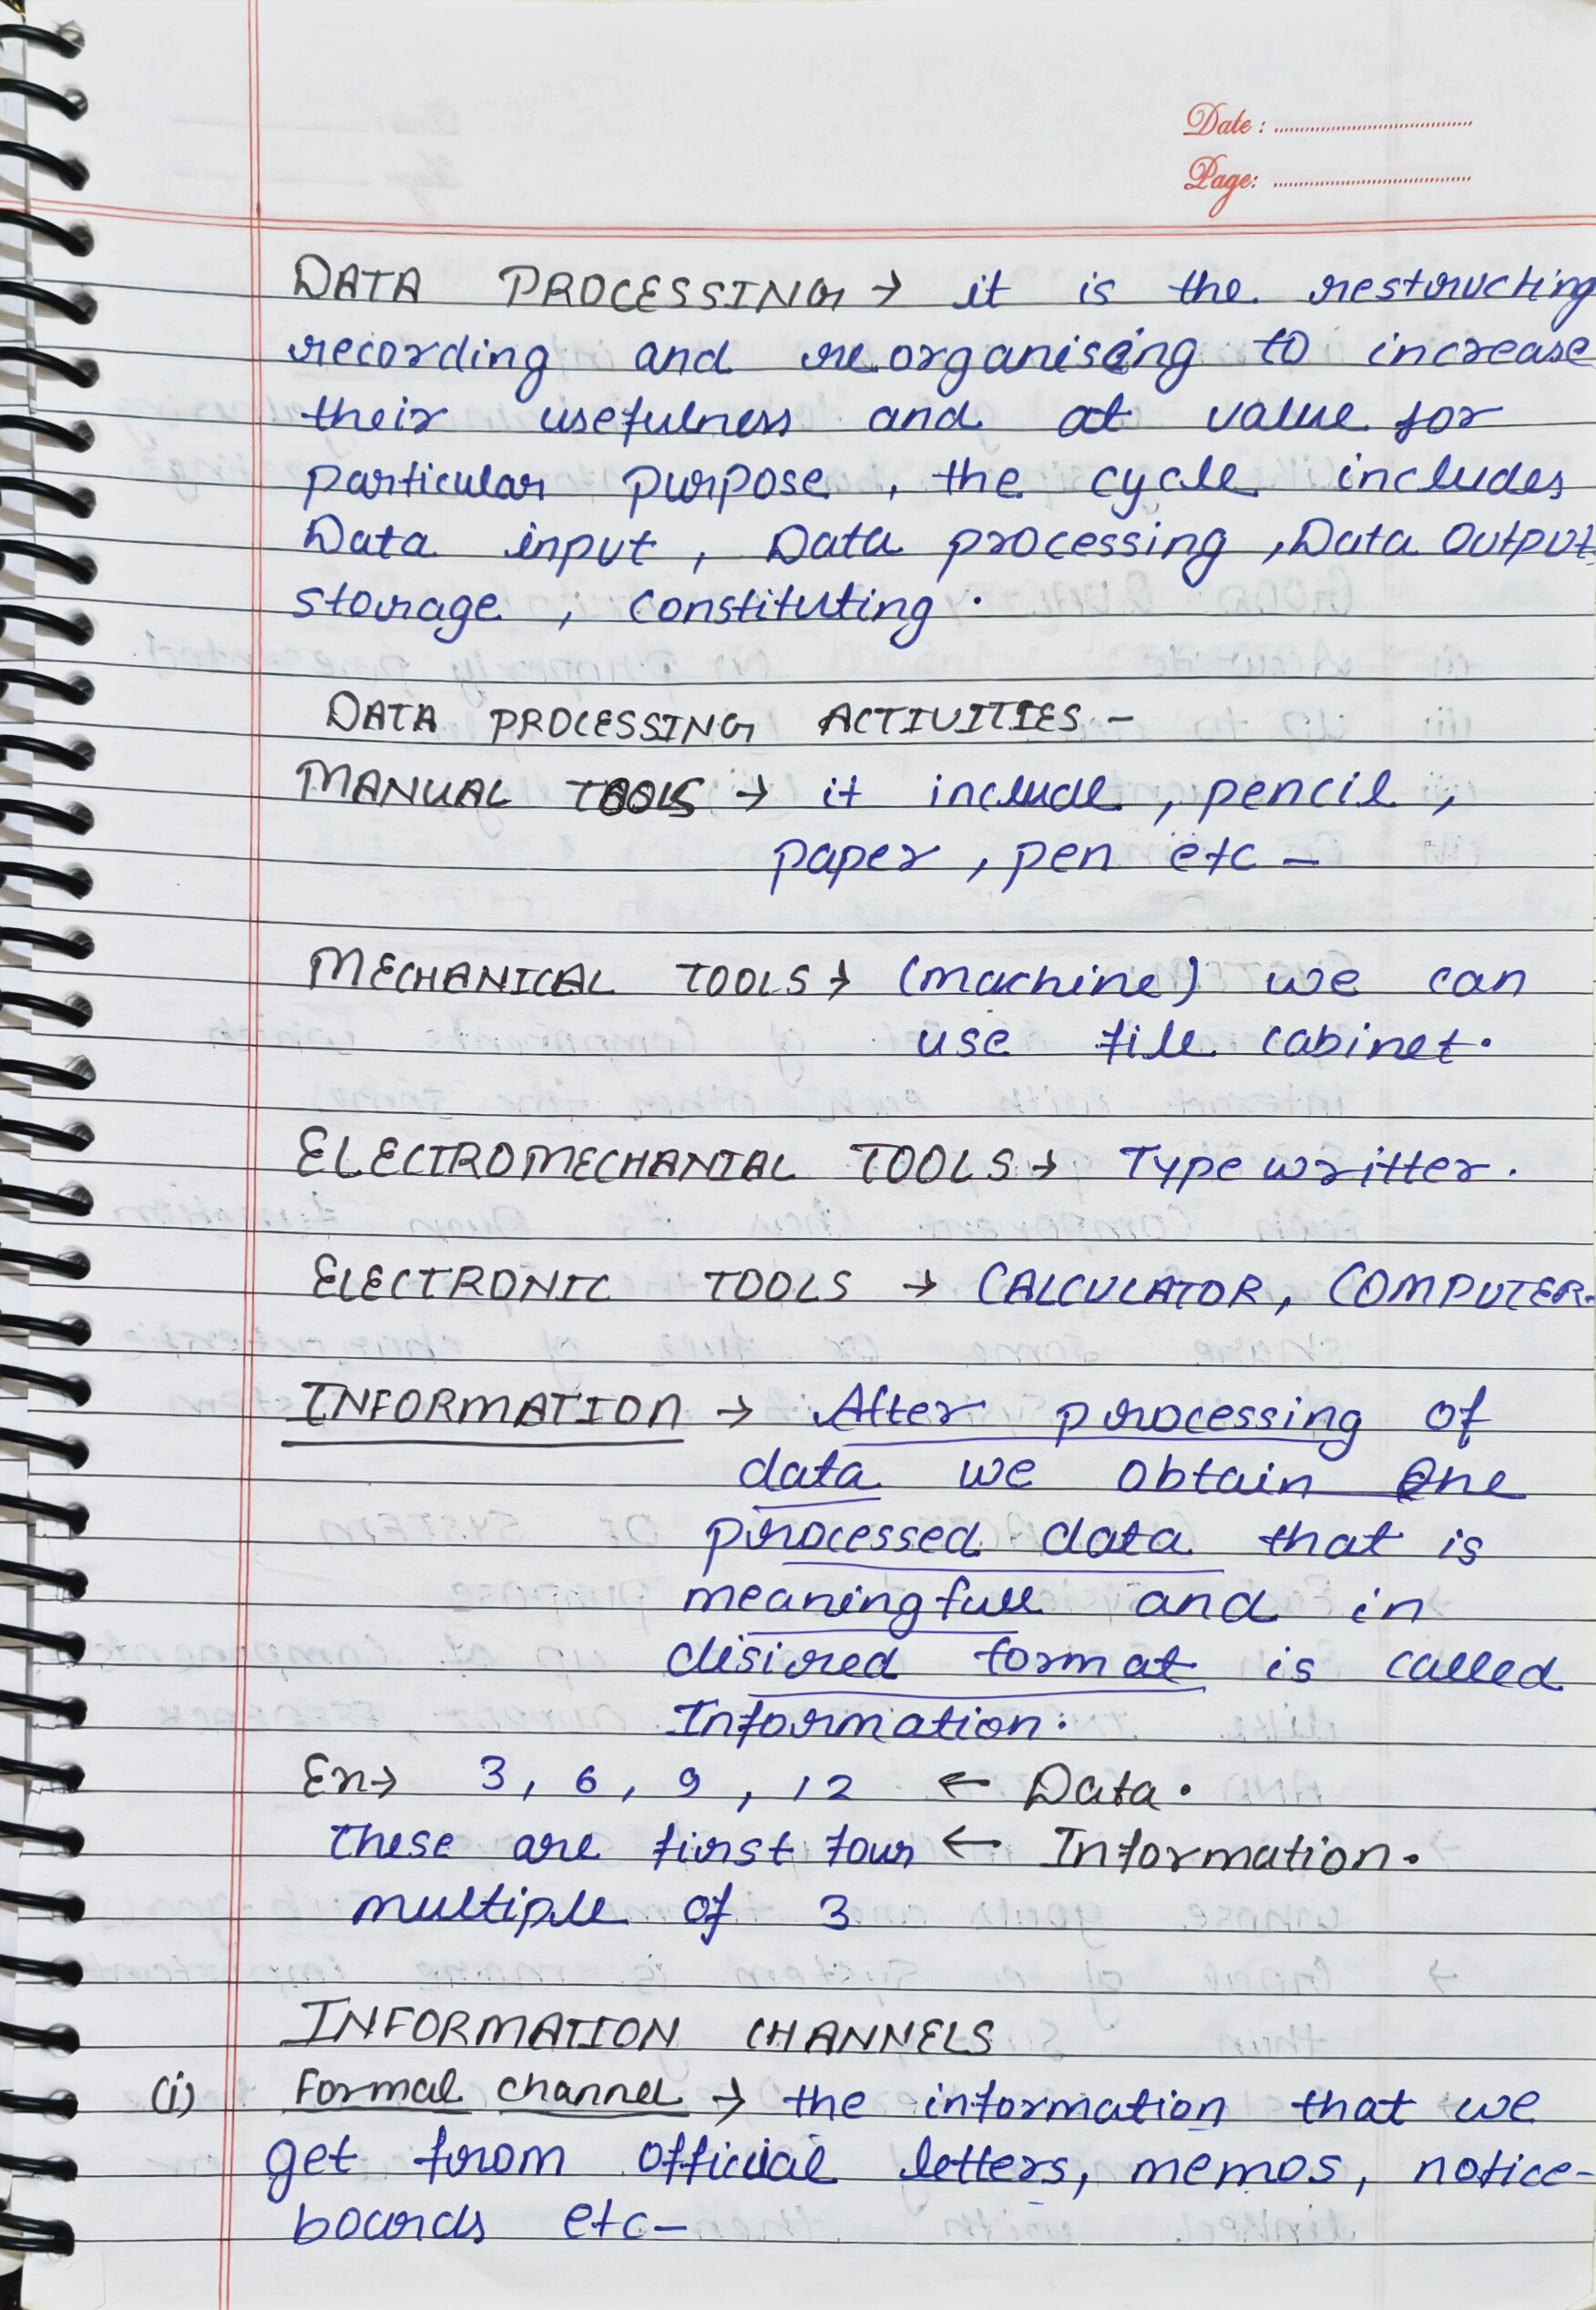 Date :
Page:
DATA PROCESSING → it is the restructing
recording and reorganising to increase
their usefulness and at value for
particular purpose, the cycle includes
Data input, Data processing, Data output
storage, constituting.
DATA PROCESSING ACTIVITIES -
MANUAL TOOLS → it include, pencil,
paper, pen etc -
MECHANICAL TOOLS → (machine) we can
use file cabinet.
ELECTROMECHANIAL TOOLS → Type writter.
ELECTRONIC TOOLS → CALCULATOR, COMPUTER.
INFORMATION → After processing of
data we obtain one
processed data that is
meaningfull and in
disired format is called
Information.
Ex→ 3, 6, 9, 12 ← Data.
these are first four ← Information.
multiple of 3
INFORMATION CHANNELS
(i) Formal channel → the information that we
get from official letters, memos, notice-
boards etc-